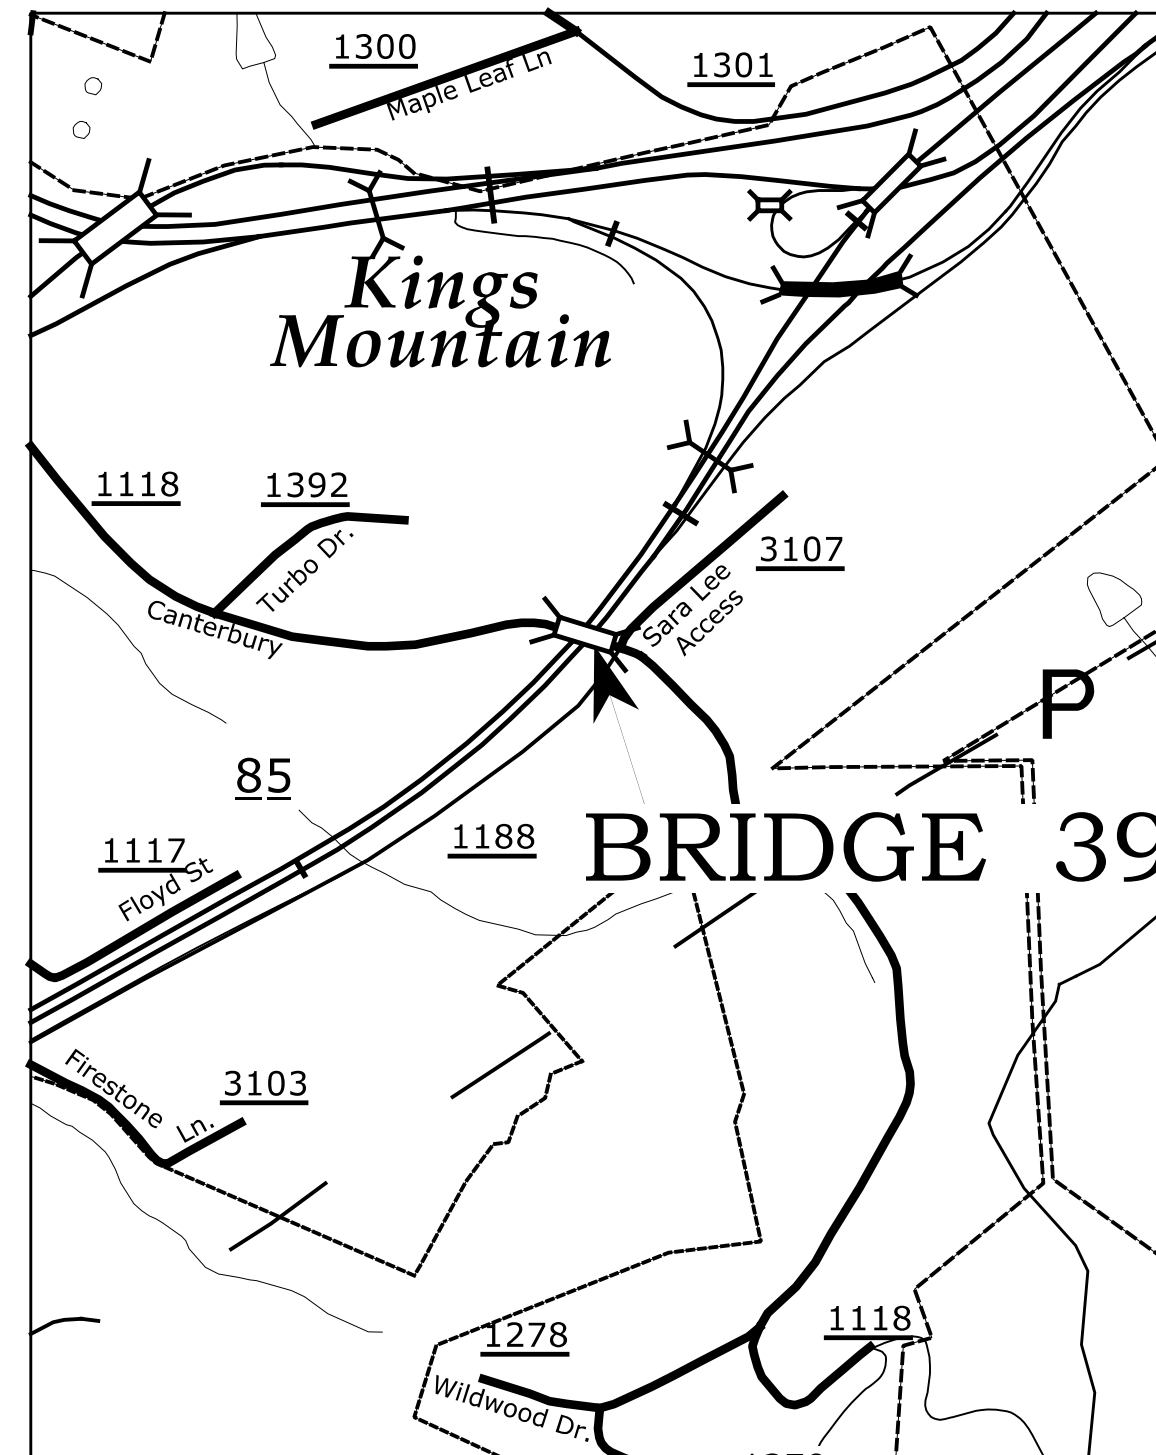 1300
Maple Leaf Ln
1301
Kings
Mountain
1118
1392
Turbo Dr.
Canterbury
3107
Sara Lee
Access
P
85
1117
Floyd St
1188
BRIDGE 39
Firestone Ln.
3103
1118
1278
Wildwood Dr.